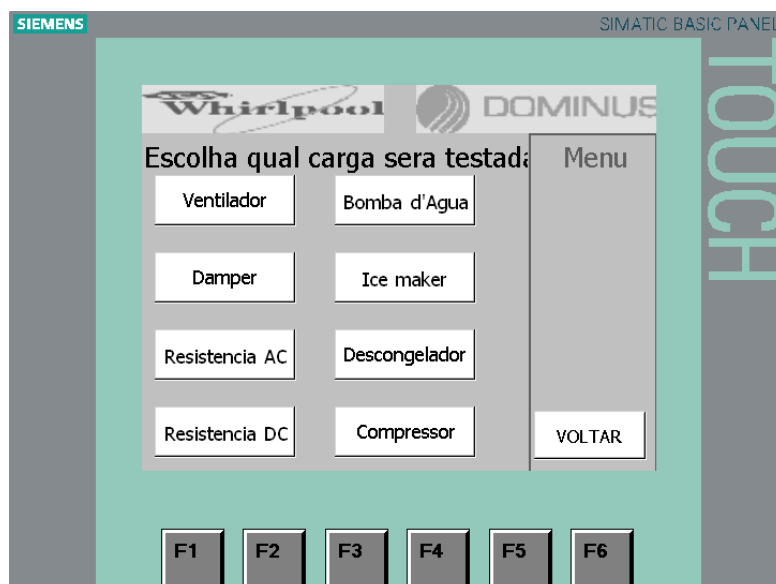 SIEMENS
SIMATIC BASIC PANEL
TOUCH
Whirlpool
DOMINUS
Escolha qual carga sera testada
Menu
Ventilador
Bomba d'Agua
Damper
Ice maker
Resistencia AC
Descongelador
Resistencia DC
Compressor
VOLTAR
F1
F2
F3
F4
F5
F6